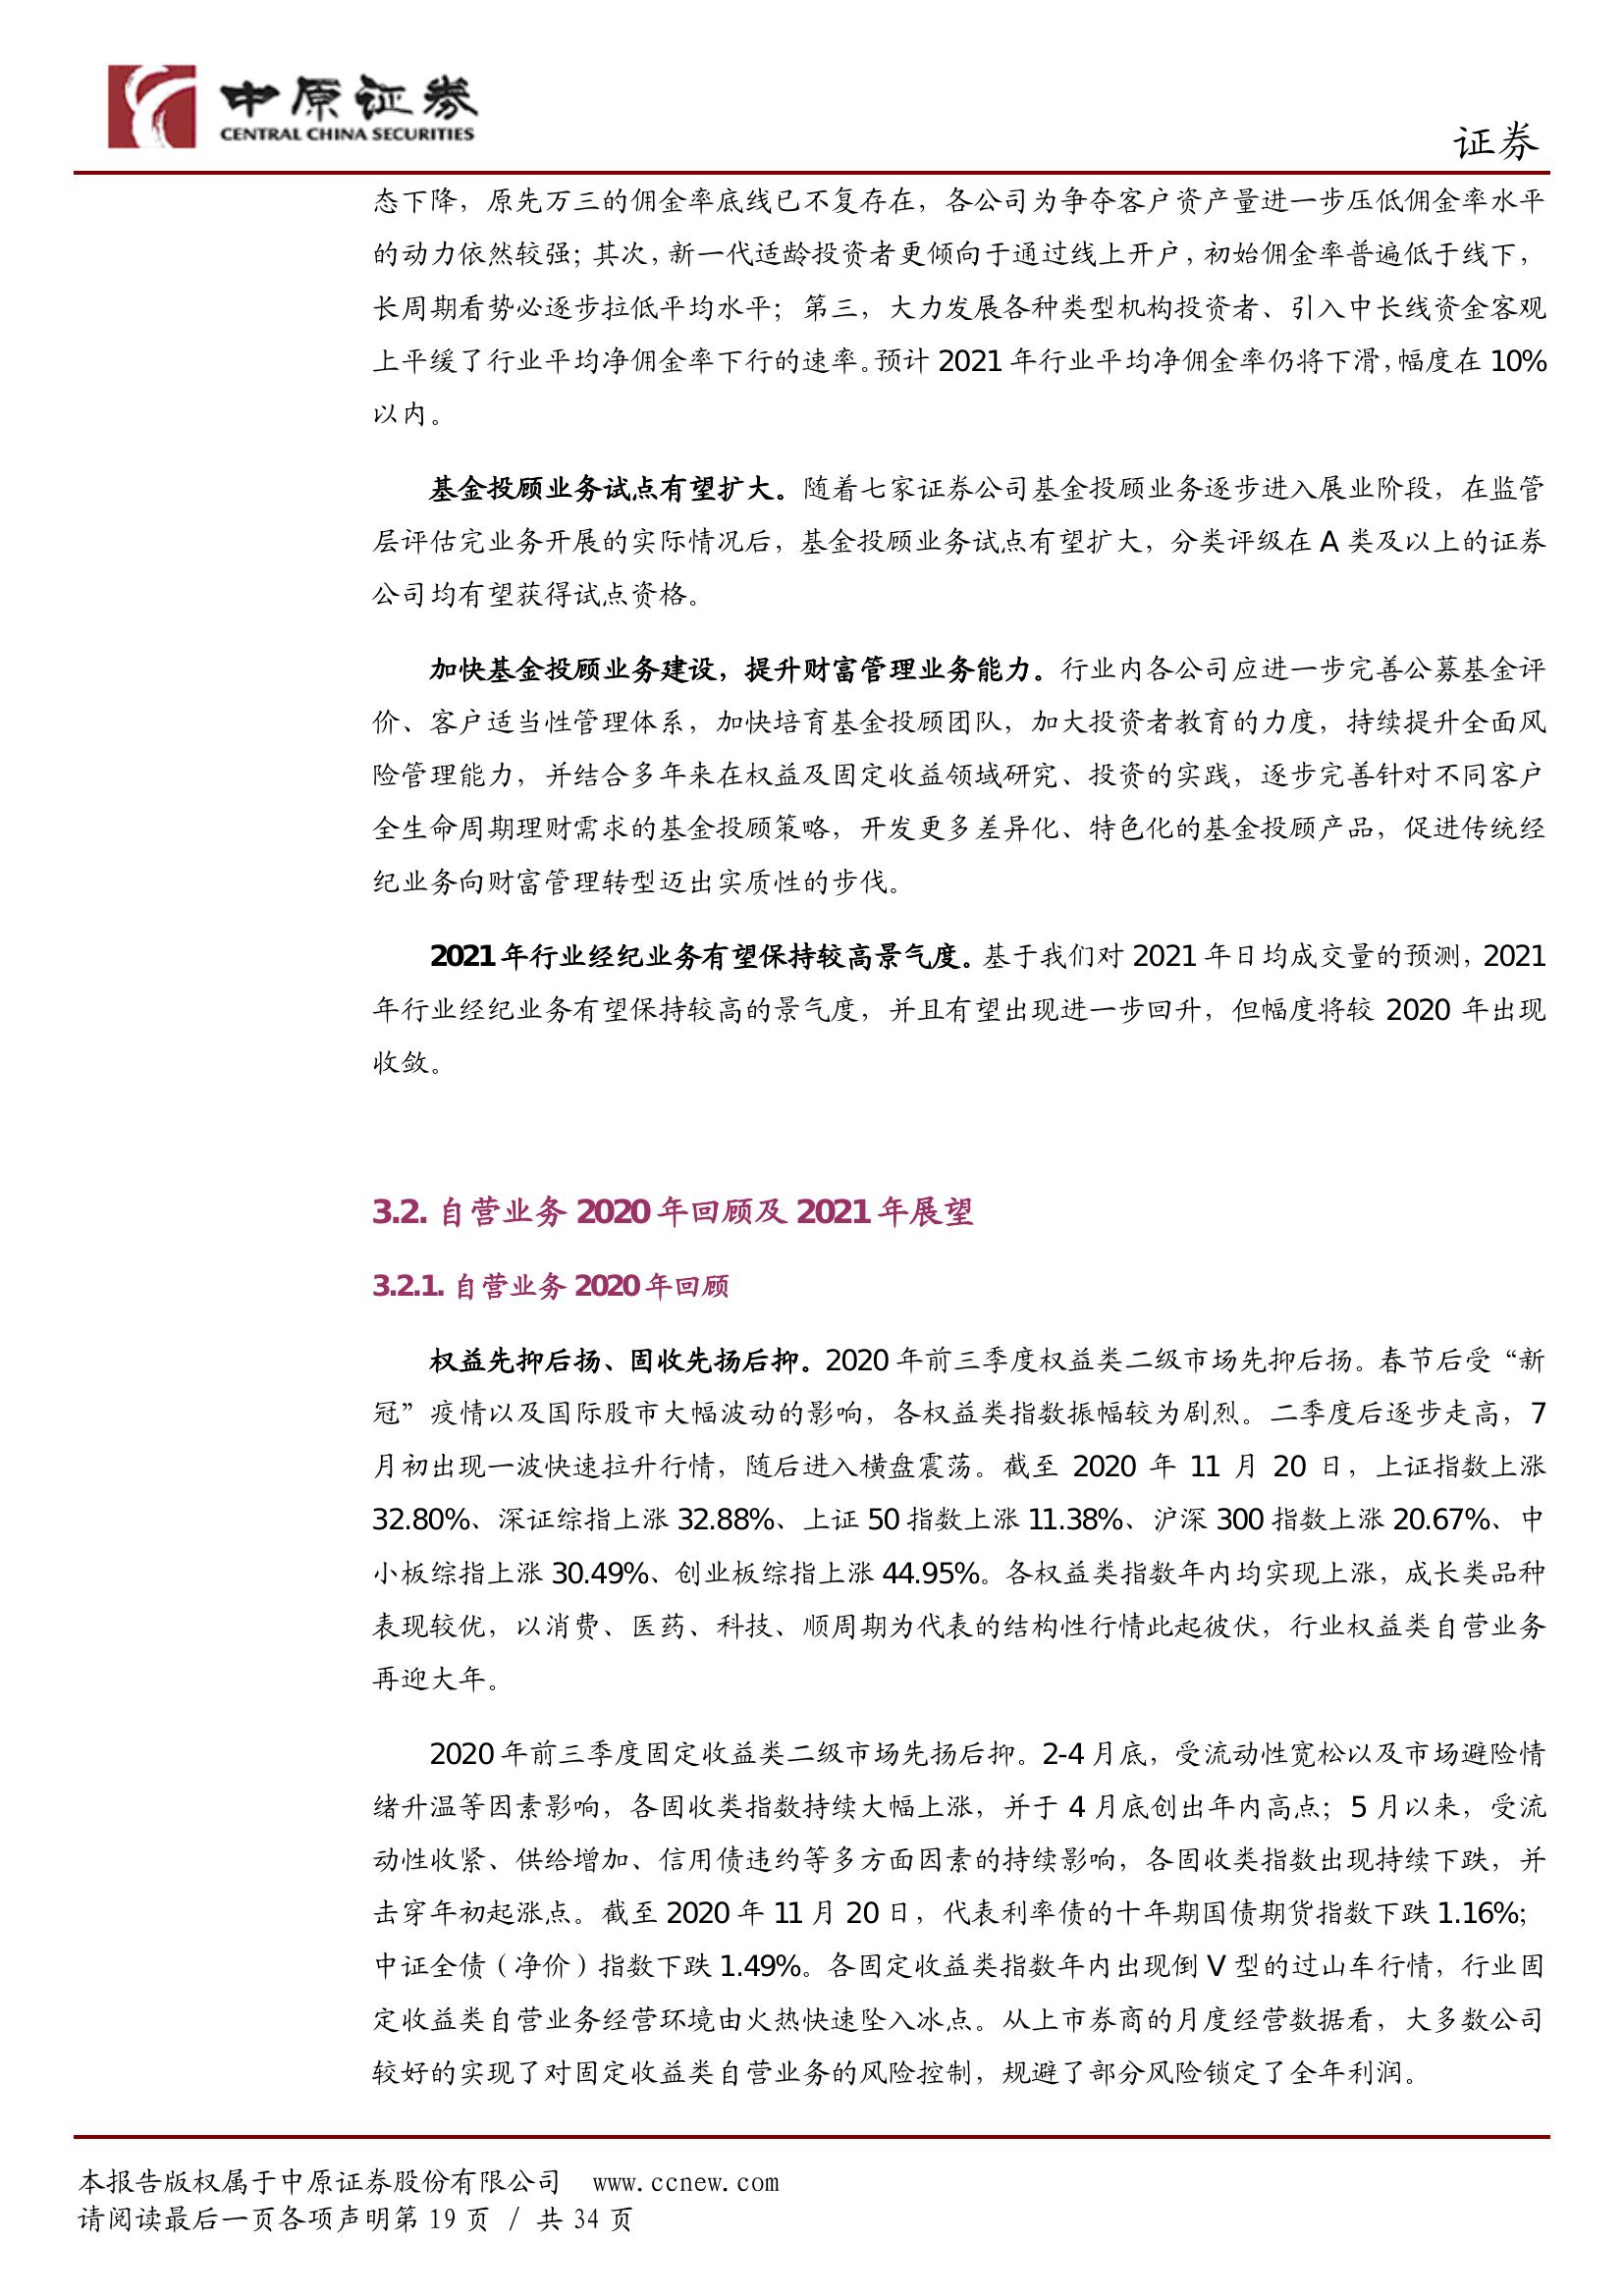 中原证券
CENTRAL CHINA SECURITIES
证券
态下降，原先万三的佣金率底线已不复存在，各公司为争夺客户资产量进一步压低佣金率水平
的动力依然较强；其次，新一代适龄投资者更倾向于通过线上开户，初始佣金率普遍低于线下，
长周期看势必逐步拉低平均水平；第三，大力发展各种类型机构投资者、引入中长线资金客观
上平缓了行业平均净佣金率下行的速率。预计 2021 年行业平均净佣金率仍将下滑，幅度在 10%
以内。
基金投顾业务试点有望扩大。随着七家证券公司基金投顾业务逐步进入展业阶段，在监管
层评估完业务开展的实际情况后，基金投顾业务试点有望扩大，分类评级在 A 类及以上的证券
公司均有望获得试点资格。
加快基金投顾业务建设，提升财富管理业务能力。行业内各公司应进一步完善公募基金评
价、客户适当性管理体系，加快培育基金投顾团队，加大投资者教育的力度，持续提升全面风
险管理能力，并结合多年来在权益及固定收益领域研究、投资的实践，逐步完善针对不同客户
全生命周期理财需求的基金投顾策略，开发更多差异化、特色化的基金投顾产品，促进传统经
纪业务向财富管理转型迈出实质性的步伐。
2021 年行业经纪业务有望保持较高景气度。基于我们对 2021 年日均成交量的预测，2021
年行业经纪业务有望保持较高的景气度，并且有望出现进一步回升，但幅度将较 2020 年出现
收敛。
3.2. 自营业务 2020 年回顾及 2021 年展望
3.2.1. 自营业务 2020 年回顾
权益先抑后扬、固收先扬后抑。2020 年前三季度权益类二级市场先抑后扬。春节后受“新
冠”疫情以及国际股市大幅波动的影响，各权益类指数振幅较为剧烈。二季度后逐步走高，7
月初出现一波快速拉升行情，随后进入横盘震荡。截至 2020 年 11 月 20 日，上证指数上涨
32.80%、深证综指上涨 32.88%、上证 50 指数上涨 11.38%、沪深 300 指数上涨 20.67%、中
小板综指上涨 30.49%、创业板综指上涨 44.95%。各权益类指数年内均实现上涨，成长类品种
表现较优，以消费、医药、科技、顺周期为代表的结构性行情此起彼伏，行业权益类自营业务
再迎大年。
2020 年前三季度固定收益类二级市场先扬后抑。2-4 月底，受流动性宽松以及市场避险情
绪升温等因素影响，各固收类指数持续大幅上涨，并于 4 月底创出年内高点；5 月以来，受流
动性收紧、供给增加、信用债违约等多方面因素的持续影响，各固收类指数出现持续下跌，并
击穿年初起涨点。截至 2020 年 11 月 20 日，代表利率债的十年期国债期货指数下跌 1.16%；
中证全债（净价）指数下跌 1.49%。各固定收益类指数年内出现倒 V 型的过山车行情，行业固
定收益类自营业务经营环境由火热快速坠入冰点。从上市券商的月度经营数据看，大多数公司
较好的实现了对固定收益类自营业务的风险控制，规避了部分风险锁定了全年利润。
本报告版权属于中原证券股份有限公司 www.ccnew.com
请阅读最后一页各项声明第 19 页 / 共 34 页